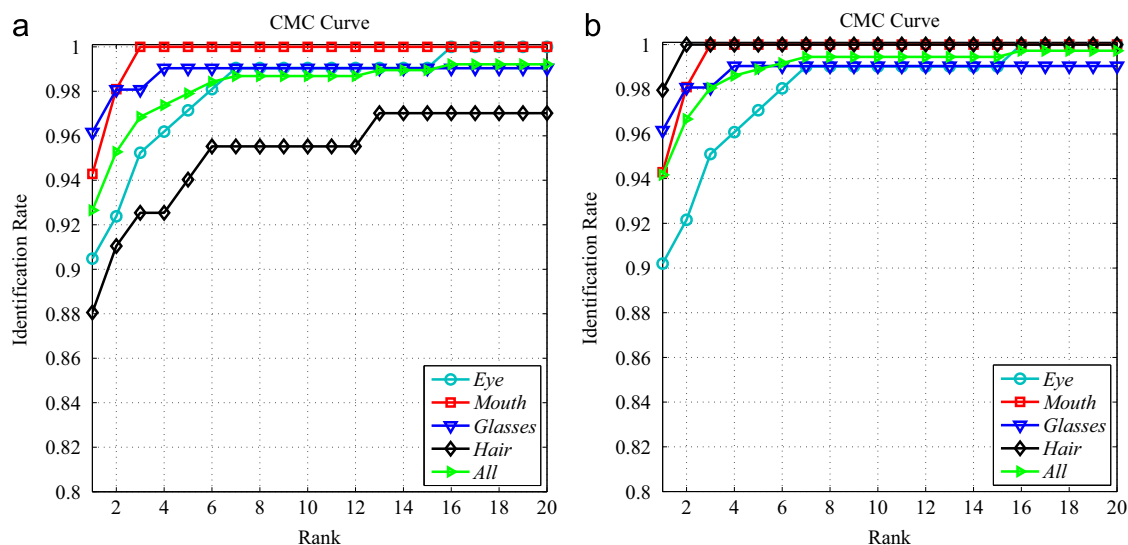 a
CMC Curve
1
0.98
0.96
0.94
0.92
0.9
0.88
0.86
0.84
0.82
0.8
Identification Rate
2 4 6 8 10 12 14 16 18 20
Rank
Eye
Mouth
Glasses
Hair
All
b
CMC Curve
1
0.98
0.96
0.94
0.92
0.9
0.88
0.86
0.84
0.82
0.8
Identification Rate
2 4 6 8 10 12 14 16 18 20
Rank
Eye
Mouth
Glasses
Hair
All